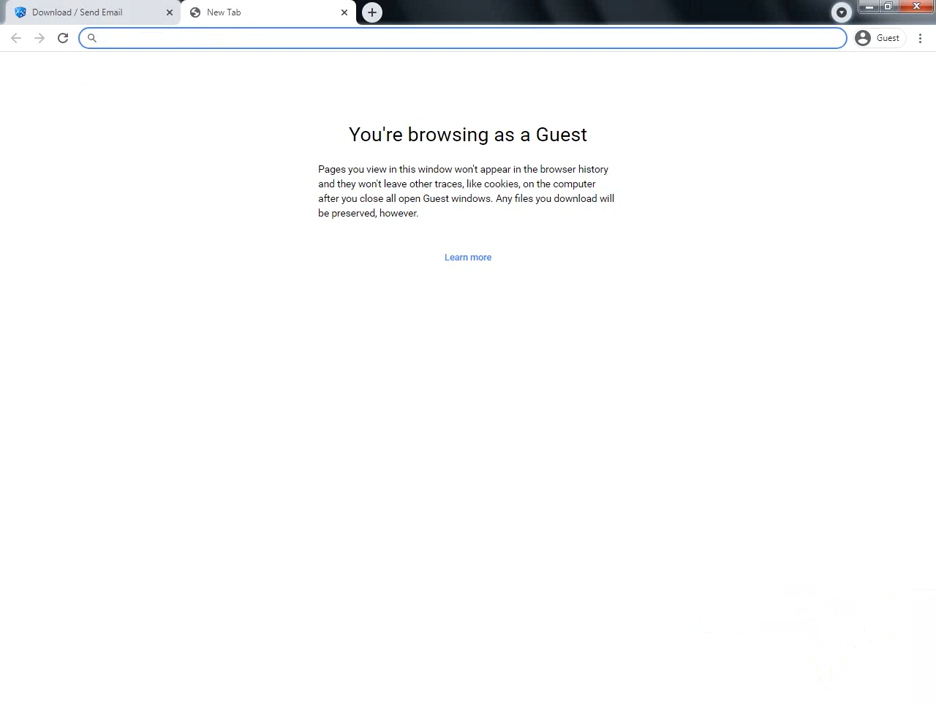 Download / Send Email
New Tab
Guest
You're browsing as a Guest
Pages you view in this window won't appear in the browser history
and they won't leave other traces, like cookies, on the computer
after you close all open Guest windows. Any files you download will
be preserved, however.
Learn more